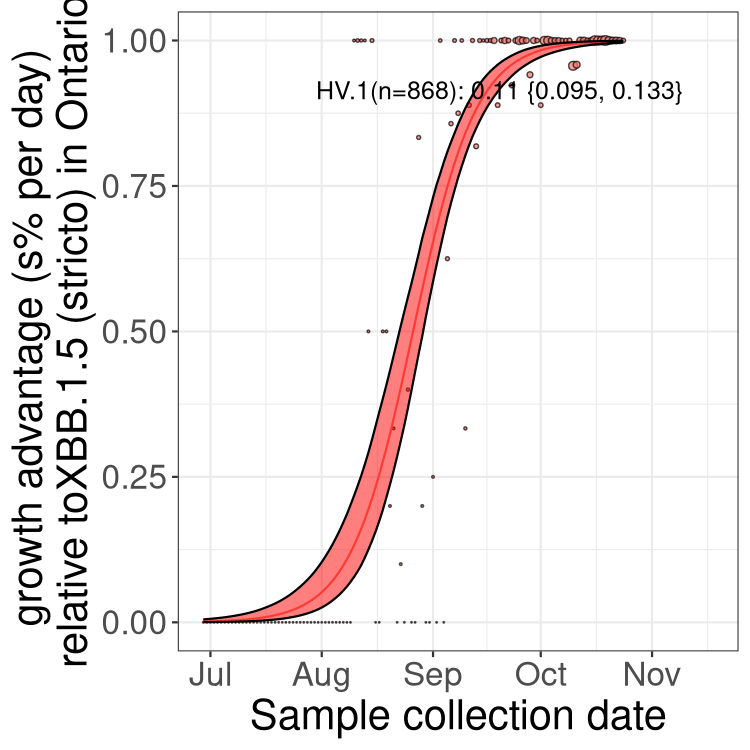 growth advantage (s% per day)
relative toXBB.1.5 (stricto) in Ontario
1.00
0.75
0.50
0.25
0.00
HV.1(n=868): 0.11 {0.095, 0.133}
Jul Aug Sep Oct Nov
Sample collection date